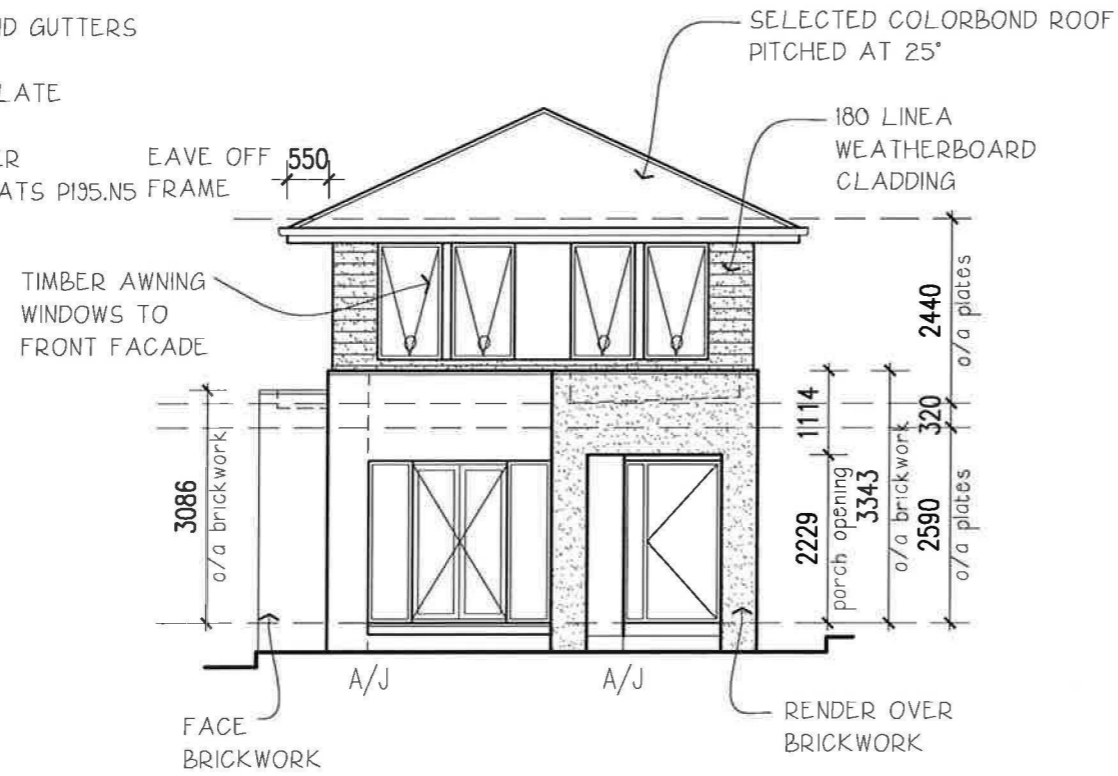 ND GUTTERS
LATE
ER
ATS P195.N5
EAVE OFF
FRAME
550
SELECTED COLORBOND ROOF
PITCHED AT 25°
180 LINEA
WEATHERBOARD
CLADDING
TIMBER AWNING
WINDOWS TO
FRONT FACADE
2440
o/a plates
320
2590
o/a plates
1114
2229
porch opening
3343
o/a brickwork
3086
o/a brickwork
A/J
A/J
FACE
BRICKWORK
RENDER OVER
BRICKWORK